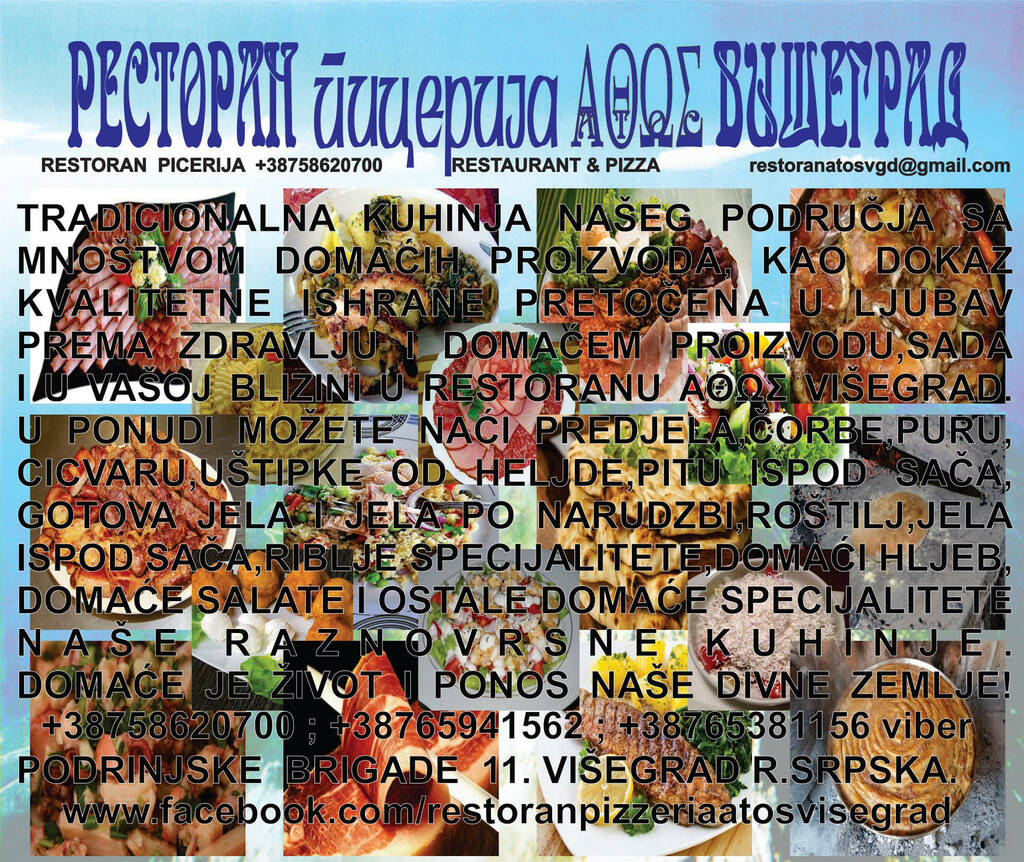 РЕСТОРАН пицерија ΑΘΩΣ ВИШЕГРАД
RESTORAN PICERIJA +38758620700 RESTAURANT & PIZZA restoranatosvgd@gmail.com
TRADICIONALNA KUHINJA NAŠEG PODRUČJA SA
MNOŠTVOM DOMAĆIH PROIZVODA, KAO DOKAZ
KVALITETNE ISHRANE PRETOČENA U LJUBAV
PREMA ZDRAVLJU I DOMAĆEM PROIZVODU,SADA
I U VAŠOJ BLIZINI U RESTORANU ΑΘΩΣ VIŠEGRAD.
U PONUDI MOŽETE NAĆI PREDJELA,ČORBE,PURU,
CICVARU,UŠTIPKE OD HELJDE,PITU ISPOD SAČA,
GOTOVA JELA I JELA PO NARUDZBI,ROŠTILJ,JELA
ISPOD SAČA,RIBLJE SPECIJALITETE,DOMAĆI HLJEB,
DOMAĆE SALATE I OSTALE DOMAĆE SPECIJALITETE
NAŠE RAZNOVRSNE KUHINJE.
DOMAĆE JE ŽIVOT I PONOS NAŠE DIVNE ZEMLJE!
+38758620700 ; +38765941562 ; +38765381156 viber
PODRINJSKE BRIGADE 11. VIŠEGRAD R.SRPSKA.
www.facebook.com/restoranpizzeriaatosvisegrad